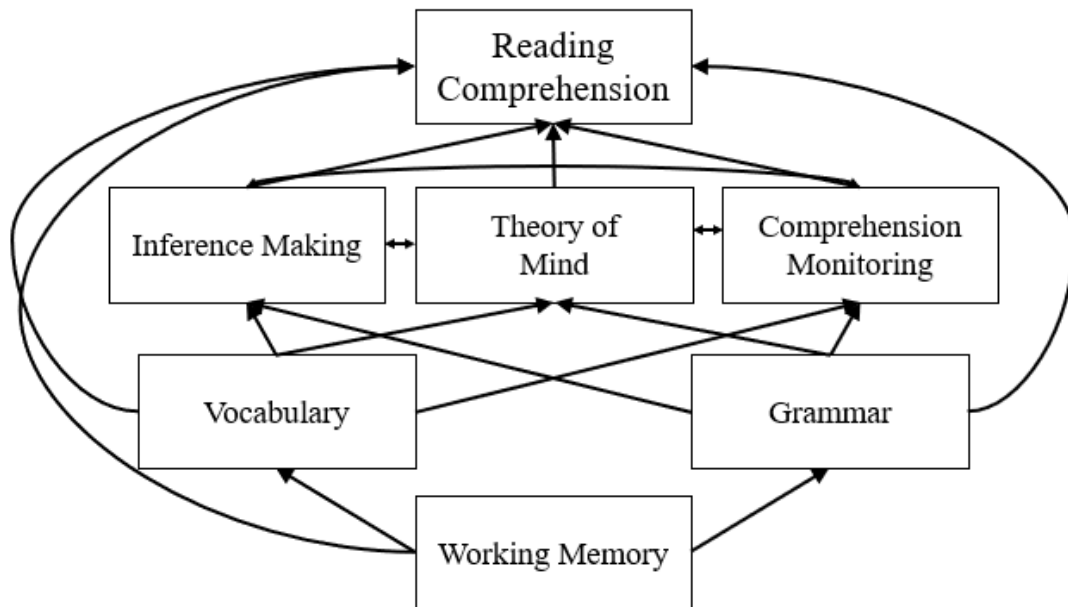 Reading
Comprehension
Inference Making
Theory of
Mind
Comprehension
Monitoring
Vocabulary
Grammar
Working Memory